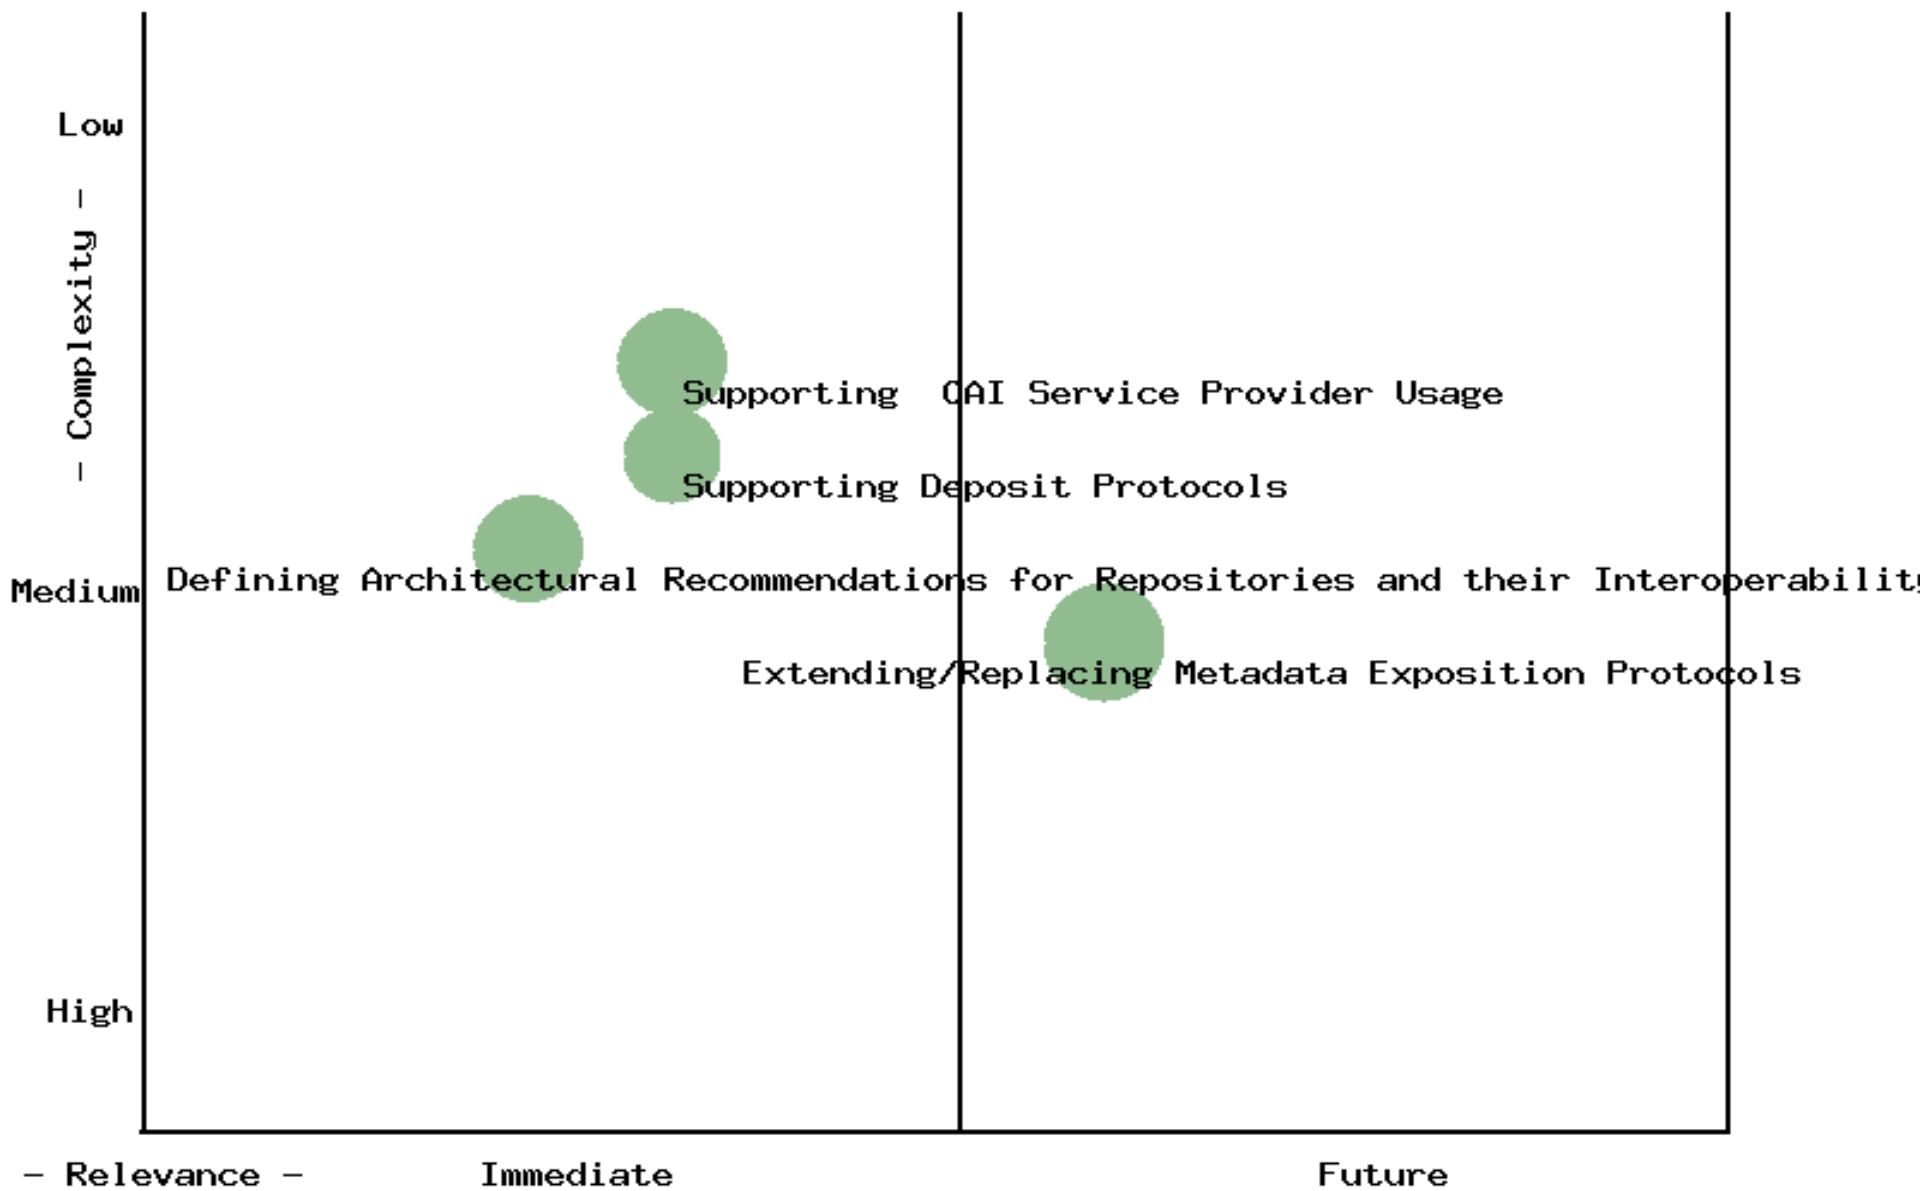 Low
- Complexity -
Supporting  OAI Service Provider Usage
Supporting Deposit Protocols
Defining Architectural Recommendations for Repositories and their Interoperability
Medium
Extending/Replacing Metadata Exposition Protocols
High
- Relevance -
Immediate
Future